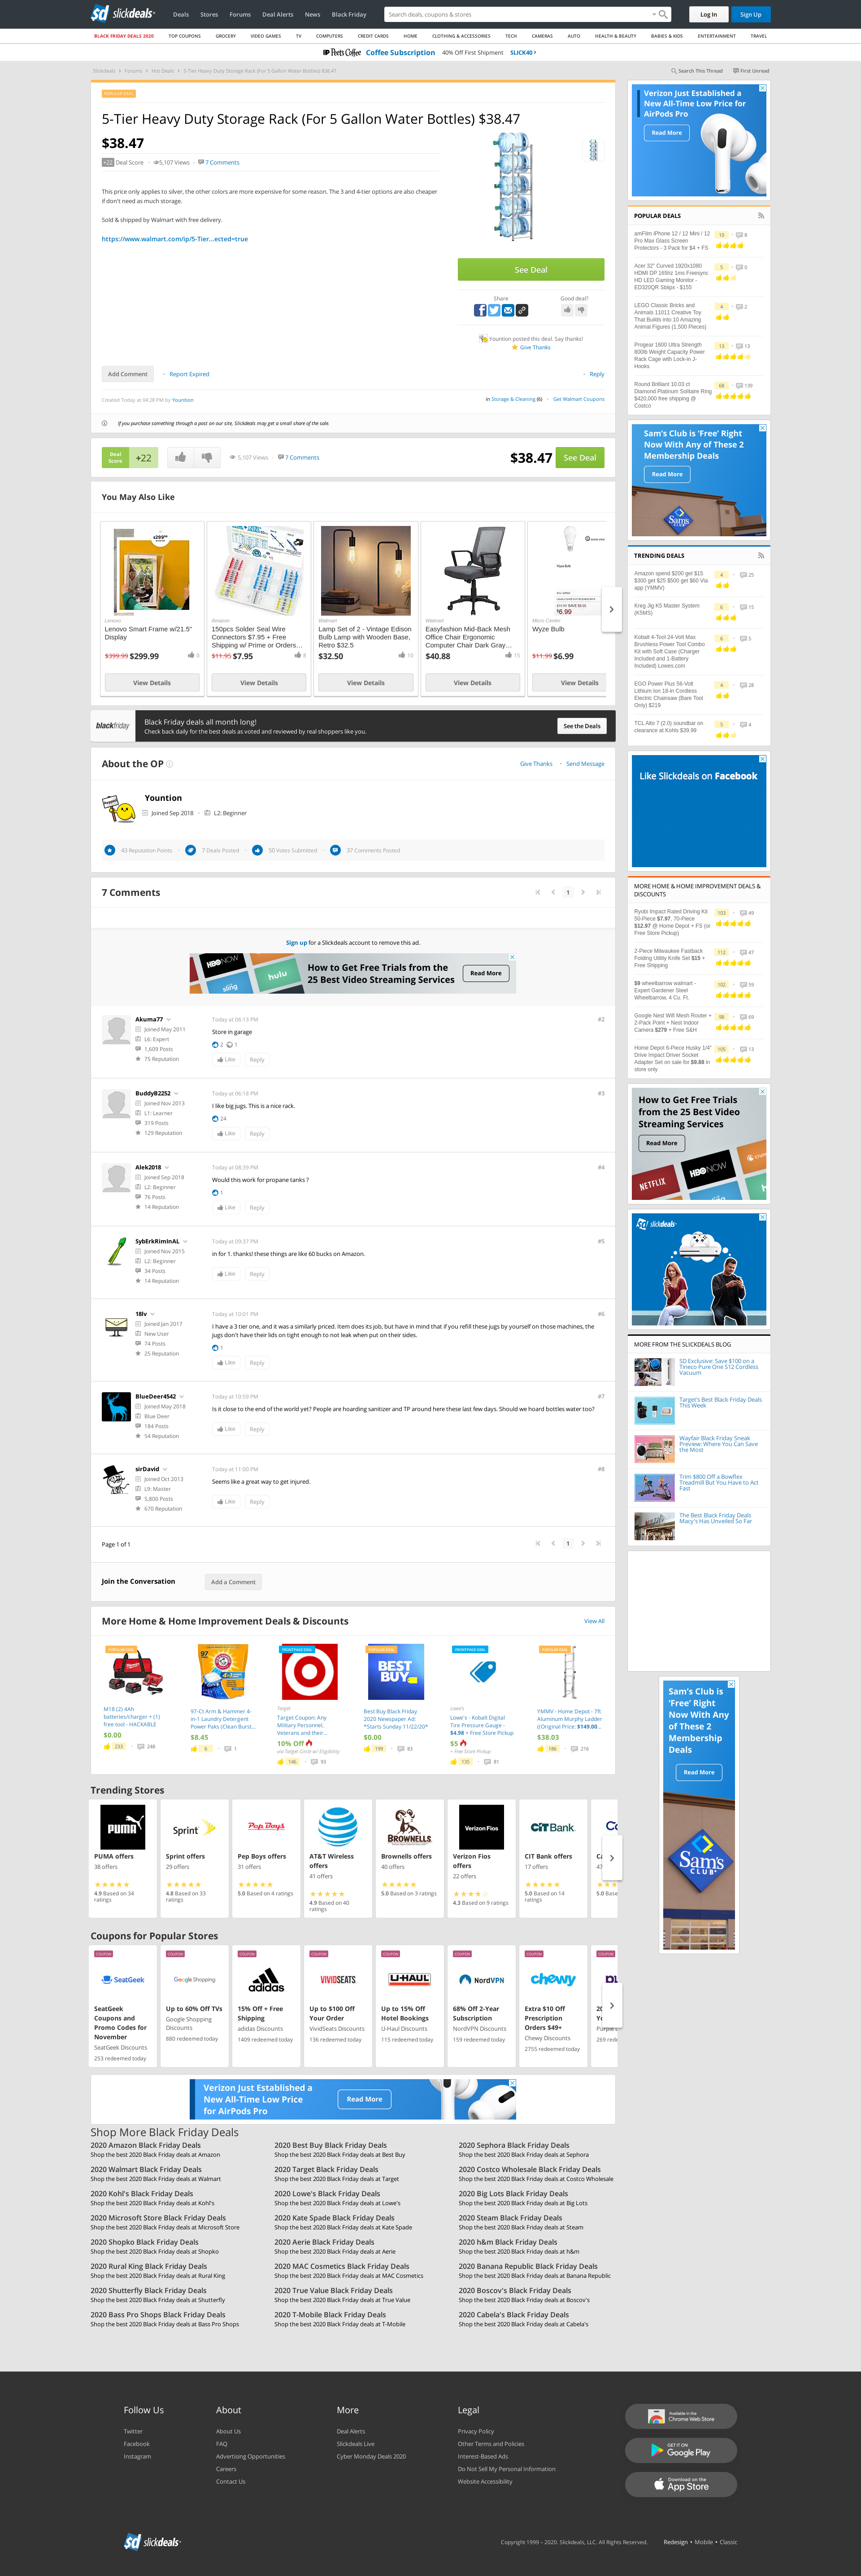 slickdeals
Deals
Stores
Forums
Deal Alerts
News
Black Friday
Search deals, coupons & stores
Log In
Sign Up
BLACK FRIDAY DEALS 2020
TOP COUPONS
GROCERY
VIDEO GAMES
TV
COMPUTERS
CREDIT CARDS
HOME
CLOTHING & ACCESSORIES
TECH
CAMERAS
AUTO
HEALTH & BEAUTY
BABIES & KIDS
ENTERTAINMENT
TRAVEL
Peet's Coffee
Coffee Subscription 40% Off First Shipment SLICK40 >
Slickdeals > Forums > Hot Deals > 5-Tier Heavy Duty Storage Rack (For 5 Gallon Water Bottles) $38.47
Search This Thread
First Unread
POPULAR DEAL
5-Tier Heavy Duty Storage Rack (For 5 Gallon Water Bottles) $38.47
$38.47
+22 Deal Score
5,107 Views
7 Comments
This price only applies to silver, the other colors are more expensive for some reason. The 3 and 4-tier options are also cheaper
if don't need as much storage.
Sold & shipped by Walmart with free delivery.
https://www.walmart.com/ip/5-Tier...ected=true
See Deal
Share
Good deal?
Yountion posted this deal. Say thanks!
Give Thanks
Add Comment
Report Expired
Reply
Created Today at 04:28 PM by Yountion
in Storage & Cleaning (6)
Get Walmart Coupons
If you purchase something through a post on our site, Slickdeals may get a small share of the sale.
Deal Score
+22
5,107 Views
7 Comments
$38.47
See Deal
You May Also Like
Lenovo
Lenovo Smart Frame w/21.5" Display
$399.99 $299.99
0
View Details
Amazon
150pcs Solder Seal Wire Connectors $7.95 + Free Shipping w/ Prime or Orders...
$11.95 $7.95
8
View Details
Walmart
Lamp Set of 2 - Vintage Edison Bulb Lamp with Wooden Base, Retro $32.5
$32.50
10
View Details
Walmart
Easyfashion Mid-Back Mesh Office Chair Ergonomic Computer Chair Dark Gray...
$40.88
15
View Details
Micro Center
Wyze Bulb
$11.99 $6.99
View Details
blackfriday
Black Friday deals all month long!
Check back daily for the best deals as voted and reviewed by real shoppers like you.
See the Deals
About the OP
Give Thanks
Send Message
Yountion
Joined Sep 2018
L2: Beginner
43 Reputation Points
7 Deals Posted
50 Votes Submitted
37 Comments Posted
7 Comments
1
Sign up for a Slickdeals account to remove this ad.
HBO NOW
hulu
sling
How to Get Free Trials from the
25 Best Video Streaming Services
Read More
Akuma77
Joined May 2011
L6: Expert
1,609 Posts
75 Reputation
Today at 06:13 PM
#2
Store in garage
2
1
Like
Reply
BuddyB2252
Joined Nov 2013
L1: Learner
319 Posts
129 Reputation
Today at 06:18 PM
#3
I like big jugs. This is a nice rack.
24
Like
Reply
Alek2018
Joined Sep 2018
L2: Beginner
76 Posts
14 Reputation
Today at 08:39 PM
#4
Would this work for propane tanks ?
1
Like
Reply
SybErkRiminAL
Joined Nov 2015
L2: Beginner
34 Posts
14 Reputation
Today at 09:37 PM
#5
in for 1. thanks! these things are like 60 bucks on Amazon.
Like
Reply
18lv
Joined Jan 2017
New User
74 Posts
25 Reputation
Today at 10:01 PM
#6
I have a 3 tier one, and it was a similarly priced. Item does its job, but have in mind that if you refill these jugs by yourself on those machines, the
jugs don't have their lids on tight enough to not leak when put on their sides.
1
Like
Reply
BlueDeer4542
Joined May 2018
Blue Deer
184 Posts
54 Reputation
Today at 10:59 PM
#7
Is it close to the end of the world yet? People are hoarding sanitizer and TP around here these last few days. Should we hoard bottles water too?
Like
Reply
sirDavid
Joined Oct 2013
L9: Master
5,800 Posts
670 Reputation
Today at 11:00 PM
#8
Seems like a great way to get injured.
Like
Reply
Page 1 of 1
1
Join the Conversation
Add a Comment
More Home & Home Improvement Deals & Discounts
View All
M18 (2) 4Ah batteries/charger + (1) free tool - HACKABLE
$0.00
233
248
97-Ct Arm & Hammer 4-in-1 Laundry Detergent Power Paks (Clean Burst...
$8.45
6
1
Target
Target Coupon: Any Military Personnel, Veterans and their...
10% Off
via Target Circle w/ Eligibility
146
93
Best Buy Black Friday 2020 Newspaper Ad: *Starts Sunday 11/22/20*
$0.00
199
83
Lowe's
Lowe's - Kobalt Digital Tire Pressure Gauge - $4.98 + Free Store Pickup
$5
+ Free Store Pickup
135
81
YMMV - Home Depot - 7ft Aluminum Murphy Ladder ((Original Price: $149.00...
$38.03
186
216
Trending Stores
PUMA offers
38 offers
4.9 Based on 34 ratings
Sprint offers
29 offers
4.8 Based on 33 ratings
Pep Boys offers
31 offers
5.0 Based on 4 ratings
AT&T Wireless offers
41 offers
4.9 Based on 40 ratings
Brownells offers
40 offers
5.0 Based on 3 ratings
Verizon Fios offers
22 offers
4.3 Based on 9 ratings
CIT Bank offers
17 offers
5.0 Based on 14 ratings
Coupons for Popular Stores
COUPON
SeatGeek
SeatGeek Coupons and Promo Codes for November
SeatGeek Discounts
253 redeemed today
COUPON
Google Shopping
Up to 60% Off TVs
Google Shopping Discounts
880 redeemed today
COUPON
adidas
15% Off + Free Shipping
adidas Discounts
1409 redeemed today
COUPON
VIVIDSEATS
Up to $100 Off Your Order
VividSeats Discounts
136 redeemed today
COUPON
U-HAUL
Up to 15% Off Hotel Bookings
U-Haul Discounts
115 redeemed today
COUPON
NordVPN
68% Off 2-Year Subscription
NordVPN Discounts
159 redeemed today
COUPON
chewy
Extra $10 Off Prescription Orders $49+
Chewy Discounts
2755 redeemed today
Verizon Just Established a
New All-Time Low Price
for AirPods Pro
Read More
Shop More Black Friday Deals
2020 Amazon Black Friday Deals
Shop the best 2020 Black Friday deals at Amazon
2020 Best Buy Black Friday Deals
Shop the best 2020 Black Friday deals at Best Buy
2020 Sephora Black Friday Deals
Shop the best 2020 Black Friday deals at Sephora
2020 Walmart Black Friday Deals
Shop the best 2020 Black Friday deals at Walmart
2020 Target Black Friday Deals
Shop the best 2020 Black Friday deals at Target
2020 Costco Wholesale Black Friday Deals
Shop the best 2020 Black Friday deals at Costco Wholesale
2020 Kohl's Black Friday Deals
Shop the best 2020 Black Friday deals at Kohl's
2020 Lowe's Black Friday Deals
Shop the best 2020 Black Friday deals at Lowe's
2020 Big Lots Black Friday Deals
Shop the best 2020 Black Friday deals at Big Lots
2020 Microsoft Store Black Friday Deals
Shop the best 2020 Black Friday deals at Microsoft Store
2020 Kate Spade Black Friday Deals
Shop the best 2020 Black Friday deals at Kate Spade
2020 Steam Black Friday Deals
Shop the best 2020 Black Friday deals at Steam
2020 Shopko Black Friday Deals
Shop the best 2020 Black Friday deals at Shopko
2020 Aerie Black Friday Deals
Shop the best 2020 Black Friday deals at Aerie
2020 h&m Black Friday Deals
Shop the best 2020 Black Friday deals at h&m
2020 Rural King Black Friday Deals
Shop the best 2020 Black Friday deals at Rural King
2020 MAC Cosmetics Black Friday Deals
Shop the best 2020 Black Friday deals at MAC Cosmetics
2020 Banana Republic Black Friday Deals
Shop the best 2020 Black Friday deals at Banana Republic
2020 Shutterfly Black Friday Deals
Shop the best 2020 Black Friday deals at Shutterfly
2020 True Value Black Friday Deals
Shop the best 2020 Black Friday deals at True Value
2020 Boscov's Black Friday Deals
Shop the best 2020 Black Friday deals at Boscov's
2020 Bass Pro Shops Black Friday Deals
Shop the best 2020 Black Friday deals at Bass Pro Shops
2020 T-Mobile Black Friday Deals
Shop the best 2020 Black Friday deals at T-Mobile
2020 Cabela's Black Friday Deals
Shop the best 2020 Black Friday deals at Cabela's
Verizon Just Established a
New All-Time Low Price for
AirPods Pro
Read More
POPULAR DEALS
amFilm iPhone 12 / 12 Mini / 12 Pro Max Glass Screen Protectors - 3 Pack for $4 + FS
10
8
Acer 32" Curved 1920x1080 HDMI DP 165hz 1ms Freesync HD LED Gaming Monitor - ED320QR Sbiipx - $155
5
0
LEGO Classic Bricks and Animals 11011 Creative Toy That Builds into 10 Amazing Animal Figures (1,500 Pieces)
4
2
Progear 1600 Ultra Strength 800lb Weight Capacity Power Rack Cage with Lock-in J-Hooks
13
13
Round Brilliant 10.03 ct Diamond Platinum Solitaire Ring $420,000 free shipping @ Costco
68
139
Sam's Club is 'Free' Right
Now With Any of These 2
Membership Deals
Read More
TRENDING DEALS
Amazon spend $200 get $15 $300 get $25 $500 get $60 Via app (YMMV)
4
25
Kreg Jig K5 Master System (K5MS)
6
15
Kobalt 4-Tool 24-Volt Max Brushless Power Tool Combo Kit with Soft Case (Charger Included and 1-Battery Included) Lowes.com
6
5
EGO Power Plus 56-Volt Lithium Ion 18-in Cordless Electric Chainsaw (Bare Tool Only) $219
4
28
TCL Alto 7 (2.0) soundbar on clearance at Kohls $39.99
5
4
Like Slickdeals on Facebook
MORE HOME & HOME IMPROVEMENT DEALS & DISCOUNTS
Ryobi Impact Rated Driving Kit 50-Piece $7.97, 70-Piece $12.97 @ Home Depot + FS (or Free Store Pickup)
103
49
2-Piece Milwaukee Fastback Folding Utility Knife Set $15 + Free Shipping
112
47
$9 wheelbarrow walmart - Expert Gardener Steel Wheelbarrow, 4 Cu. Ft.
102
59
Google Nest Wifi Mesh Router + 2-Pack Point + Nest Indoor Camera $279 + Free S&H
98
69
Home Depot 6-Piece Husky 1/4" Drive Impact Driver Socket Adapter Set on sale for $9.88 in store only
105
13
How to Get Free Trials
from the 25 Best Video
Streaming Services
Read More
NETFLIX
HBO NOW
slickdeals
MORE FROM THE SLICKDEALS BLOG
SD Exclusive: Save $100 on a Tineco Pure One S12 Cordless Vacuum
Target's Best Black Friday Deals This Week
Wayfair Black Friday Sneak Preview: Where You Can Save the Most
Trim $800 Off a Bowflex Treadmill But You Have to Act Fast
The Best Black Friday Deals Macy's Has Unveiled So Far
Sam's Club is
'Free' Right
Now With Any
of These 2
Membership
Deals
Read More
Sam's
CLUB
Follow Us
Twitter
Facebook
Instagram
About
About Us
FAQ
Advertising Opportunities
Careers
Contact Us
More
Deal Alerts
Slickdeals Live
Cyber Monday Deals 2020
Legal
Privacy Policy
Other Terms and Policies
Interest-Based Ads
Do Not Sell My Personal Information
Website Accessibility
Available in the
Chrome Web Store
GET IT ON
Google Play
Download on the
App Store
slickdeals
Copyright 1999 - 2020. Slickdeals, LLC. All Rights Reserved.
Redesign • Mobile • Classic